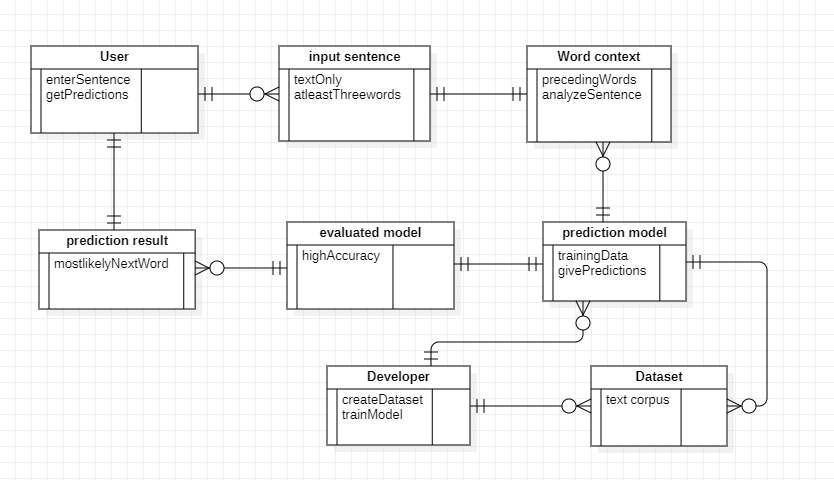 User
enterSentence
getPredictions
input sentence
textOnly
atleastThreewords
Word context
precedingWords
analyzeSentence
prediction result
mostlikelyNextWord
evaluated model
highAccuracy
prediction model
trainingData
givePredictions
Developer
createDataset
trainModel
Dataset
text corpus